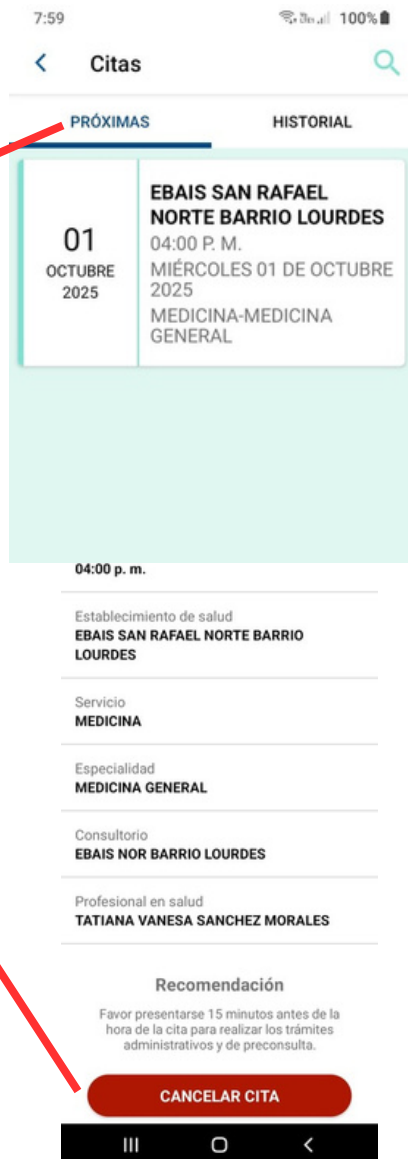 7:59
100%
Citas
PRÓXIMAS HISTORIAL
01
OCTUBRE
2025
EBAIS SAN RAFAEL
NORTE BARRIO LOURDES
04:00 P. M.
MIÉRCOLES 01 DE OCTUBRE
2025
MEDICINA-MEDICINA
GENERAL
04:00 p. m.
Establecimiento de salud
EBAIS SAN RAFAEL NORTE BARRIO
LOURDES
Servicio
MEDICINA
Especialidad
MEDICINA GENERAL
Consultorio
EBAIS NOR BARRIO LOURDES
Profesional en salud
TATIANA VANESA SANCHEZ MORALES
Recomendación
Favor presentarse 15 minutos antes de la
hora de la cita para realizar los trámites
administrativos y de preconsulta.
CANCELAR CITA